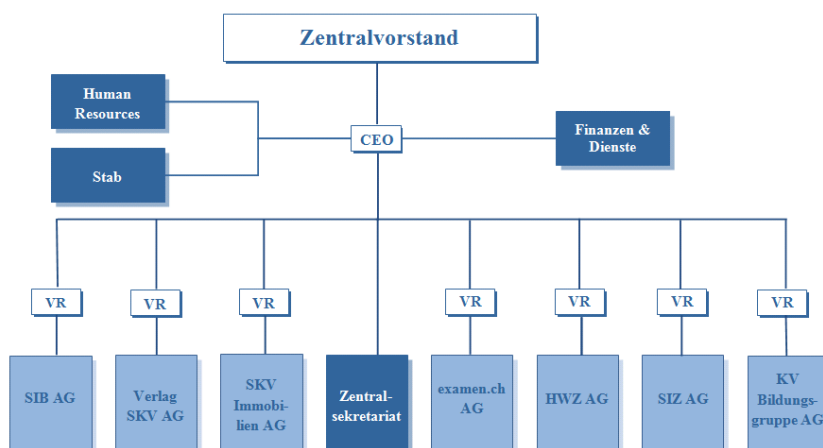 Zentralvorstand
Human
Resources
CEO
Finanzen &
Dienste
Stab
VR
VR
VR
VR
VR
VR
VR
SIB AG
Verlag
SKV AG
SKV
Immobi-
lien AG
Zentral-
sekretariat
examen.ch
AG
HWZ AG
SIZ AG
KV
Bildungs-
gruppe AG